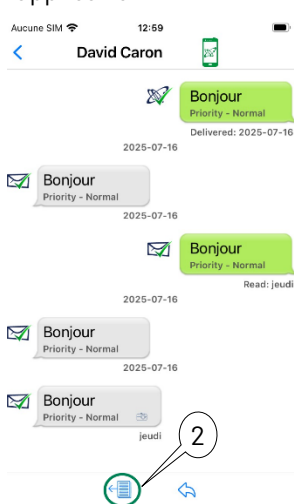 Aucune SIM 12:59
David Caron
Bonjour
Priority - Normal
Delivered: 2025-07-16
2025-07-16
Bonjour
Priority - Normal
2025-07-16
Bonjour
Priority - Normal
Read: jeudi
2025-07-16
Bonjour
Priority - Normal
2025-07-16
Bonjour
Priority - Normal
jeudi
2